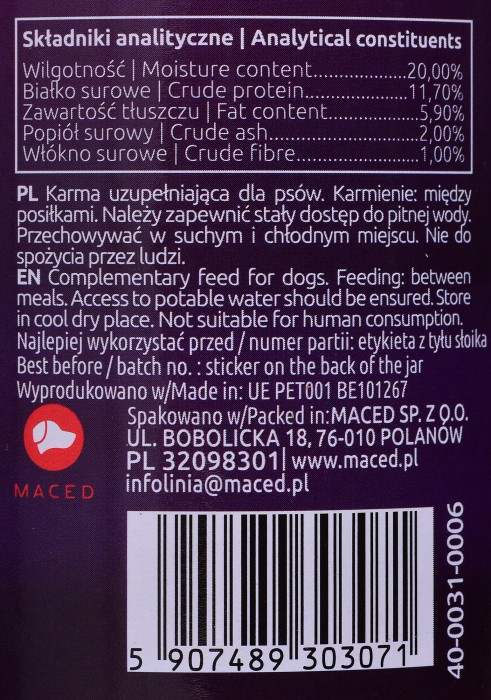 Składniki analityczne | Analytical constituents
Wilgotność | Moisture content....................20,00%
Białko surowe | Crude protein......................11,70%
Zawartość tłuszczu | Fat content...................5,90%
Popiół surowy | Crude ash............................2,00%
Włókno surowe | Crude fibre.........................1,00%
PL Karma uzupełniająca dla psów. Karmienie: między
posiłkami. Należy zapewnić stały dostęp do pitnej wody.
Przechowywać w suchym i chłodnym miejscu. Nie do
spożycia przez ludzi.
EN Complementary feed for dogs. Feeding: between
meals. Access to potable water should be ensured. Store
in cool dry place. Not suitable for human consumption.
Najlepiej wykorzystać przed / numer partii: etykieta z tyłu słoika
Best before / batch no. : sticker on the back of the jar
Wyprodukowano w/Made in: UE PET001 BE101267
Spakowano w/Packed in:MACED SP. Z O.O.
UL. BOBOLICKA 18, 76-010 POLANÓW
PL 32098301| www.maced.pl
infolinia@maced.pl
MACED
40-0031-0006
5 907489 303071